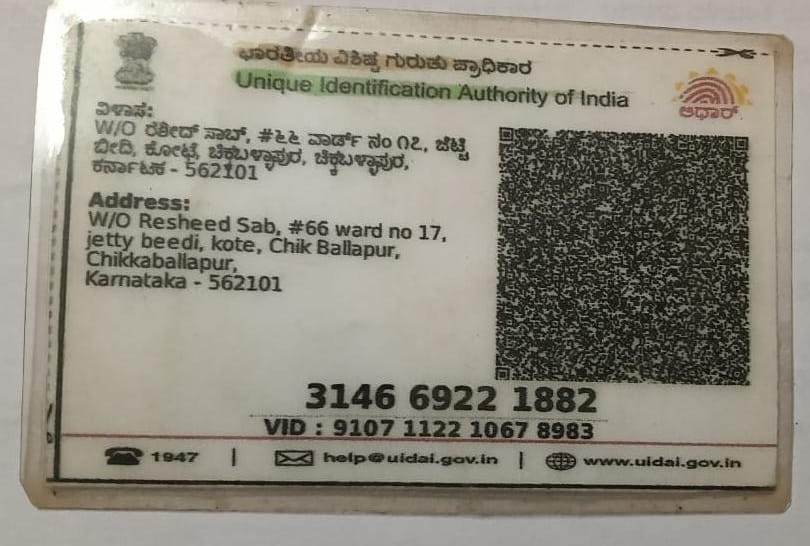 ಭಾರತೀಯ ವಿಶಿಷ್ಟ ಗುರುತು ಪ್ರಾಧಿಕಾರ
Unique Identification Authority of India
ಆಧಾರ್
ವಿಳಾಸ:
W/O ರಶೀದ್ ಸಾಬ್, #೬೬ ವಾರ್ಡ್ ನಂ ೧೭, ಜೆಟ್ಟಿ
ಬೀದಿ, ಕೋಟೆ, ಚಿಕ್ಕಬಳ್ಳಾಪುರ, ಚಿಕ್ಕಬಳ್ಳಾಪುರ,
ಕರ್ನಾಟಕ - 562101
Address:
W/O Resheed Sab, #66 ward no 17,
jetty beedi, kote, Chik Ballapur,
Chikkaballapur,
Karnataka - 562101
3146 6922 1882
VID : 9107 1122 1067 8983
1947 | help@uidai.gov.in | www.uidai.gov.in